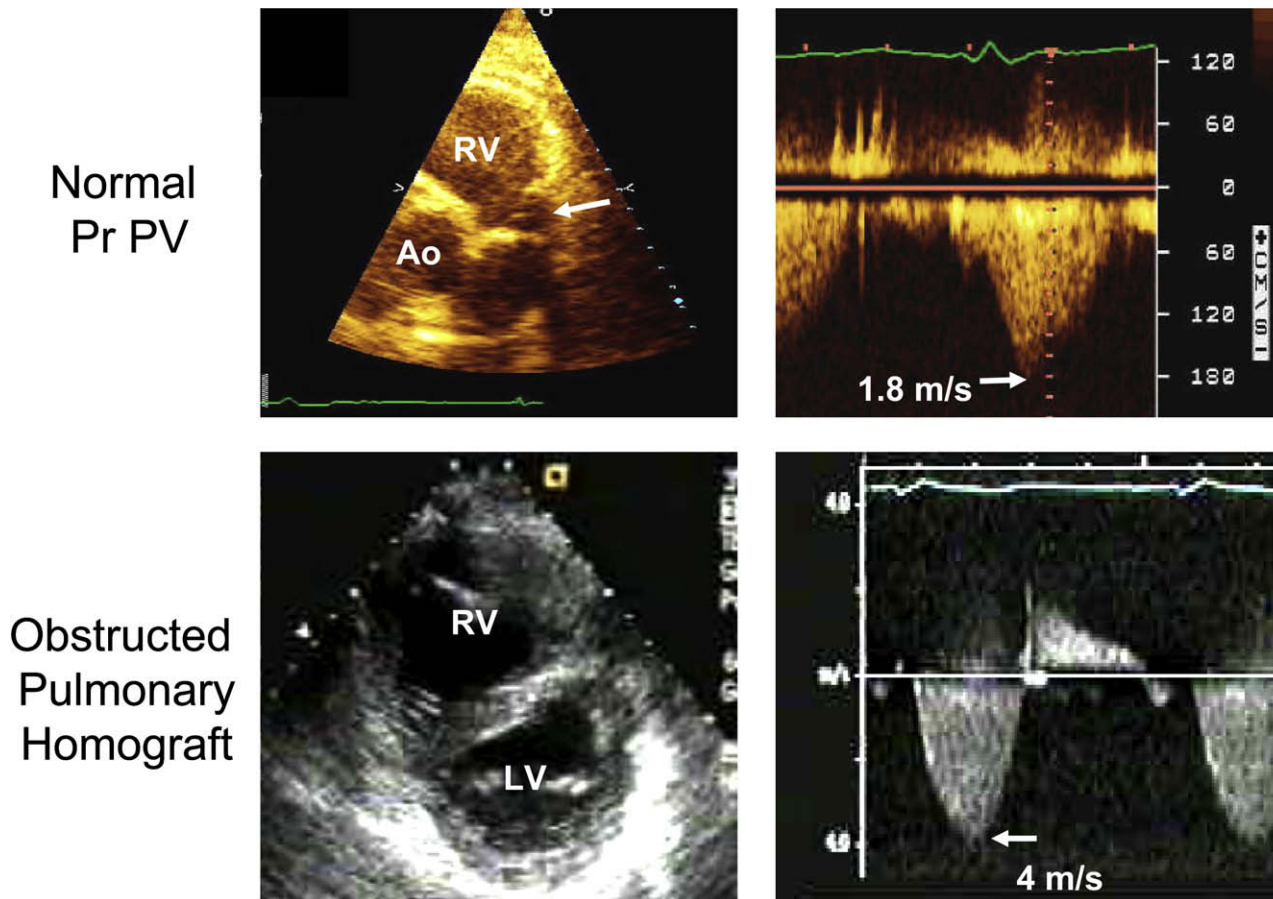 Normal
Pr PV
RV
Ao
120
60
0
60
120
180
1.8 m/s
Obstructed
Pulmonary
Homograft
RV
LV
4 m/s